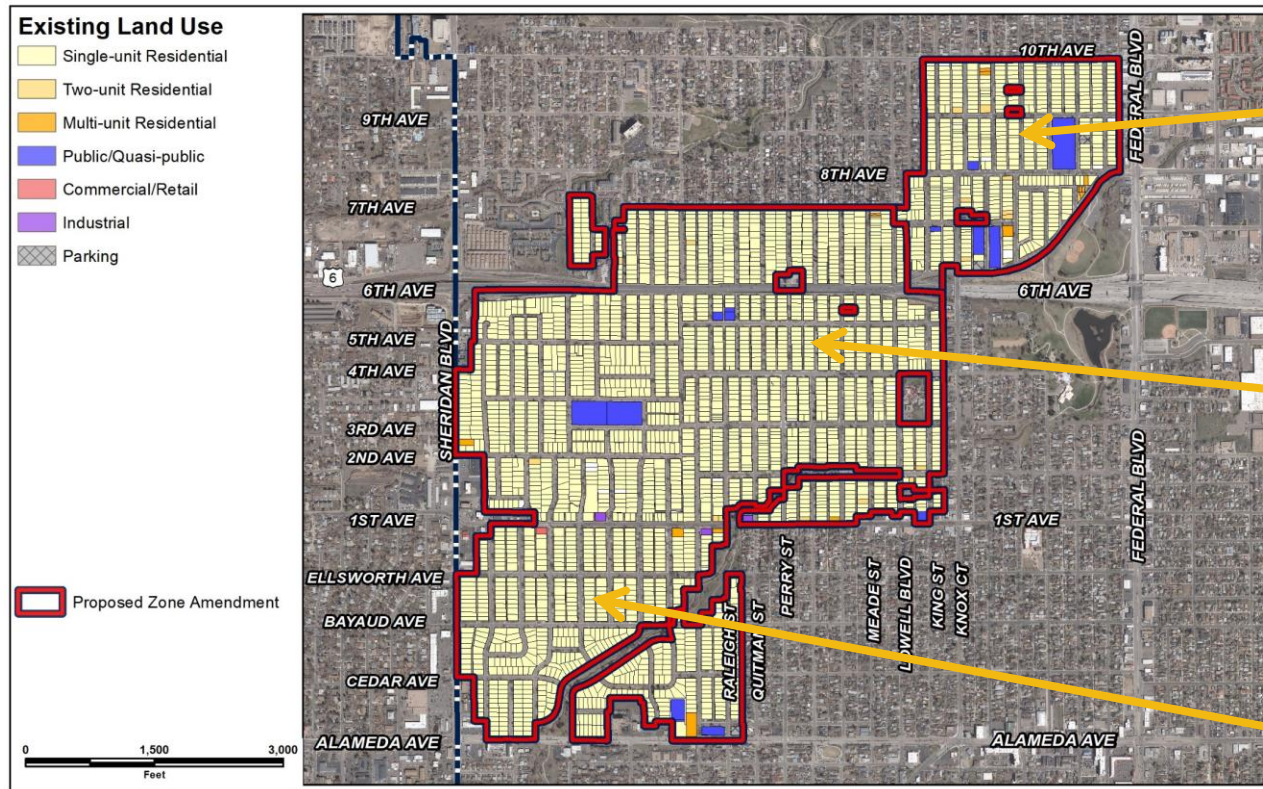 Existing Land Use
Single-unit Residential
Two-unit Residential
Multi-unit Residential
Public/Quasi-public
Commercial/Retail
Industrial
Parking
Proposed Zone Amendment
0 1,500 3,000
Feet
10TH AVE
FEDERAL BLVD
9TH AVE
8TH AVE
7TH AVE
6
6TH AVE
6TH AVE
5TH AVE
4TH AVE
SHERIDAN BLVD
3RD AVE
2ND AVE
FEDERAL BLVD
1ST AVE
1ST AVE
ELLSWORTH AVE
PERRY ST
MEADE ST
LOWELL BLVD
KING ST
KNOX CT
BAYAUD AVE
RALEIGH ST
QUITMAN ST
CEDAR AVE
ALAMEDA AVE
ALAMEDA AVE